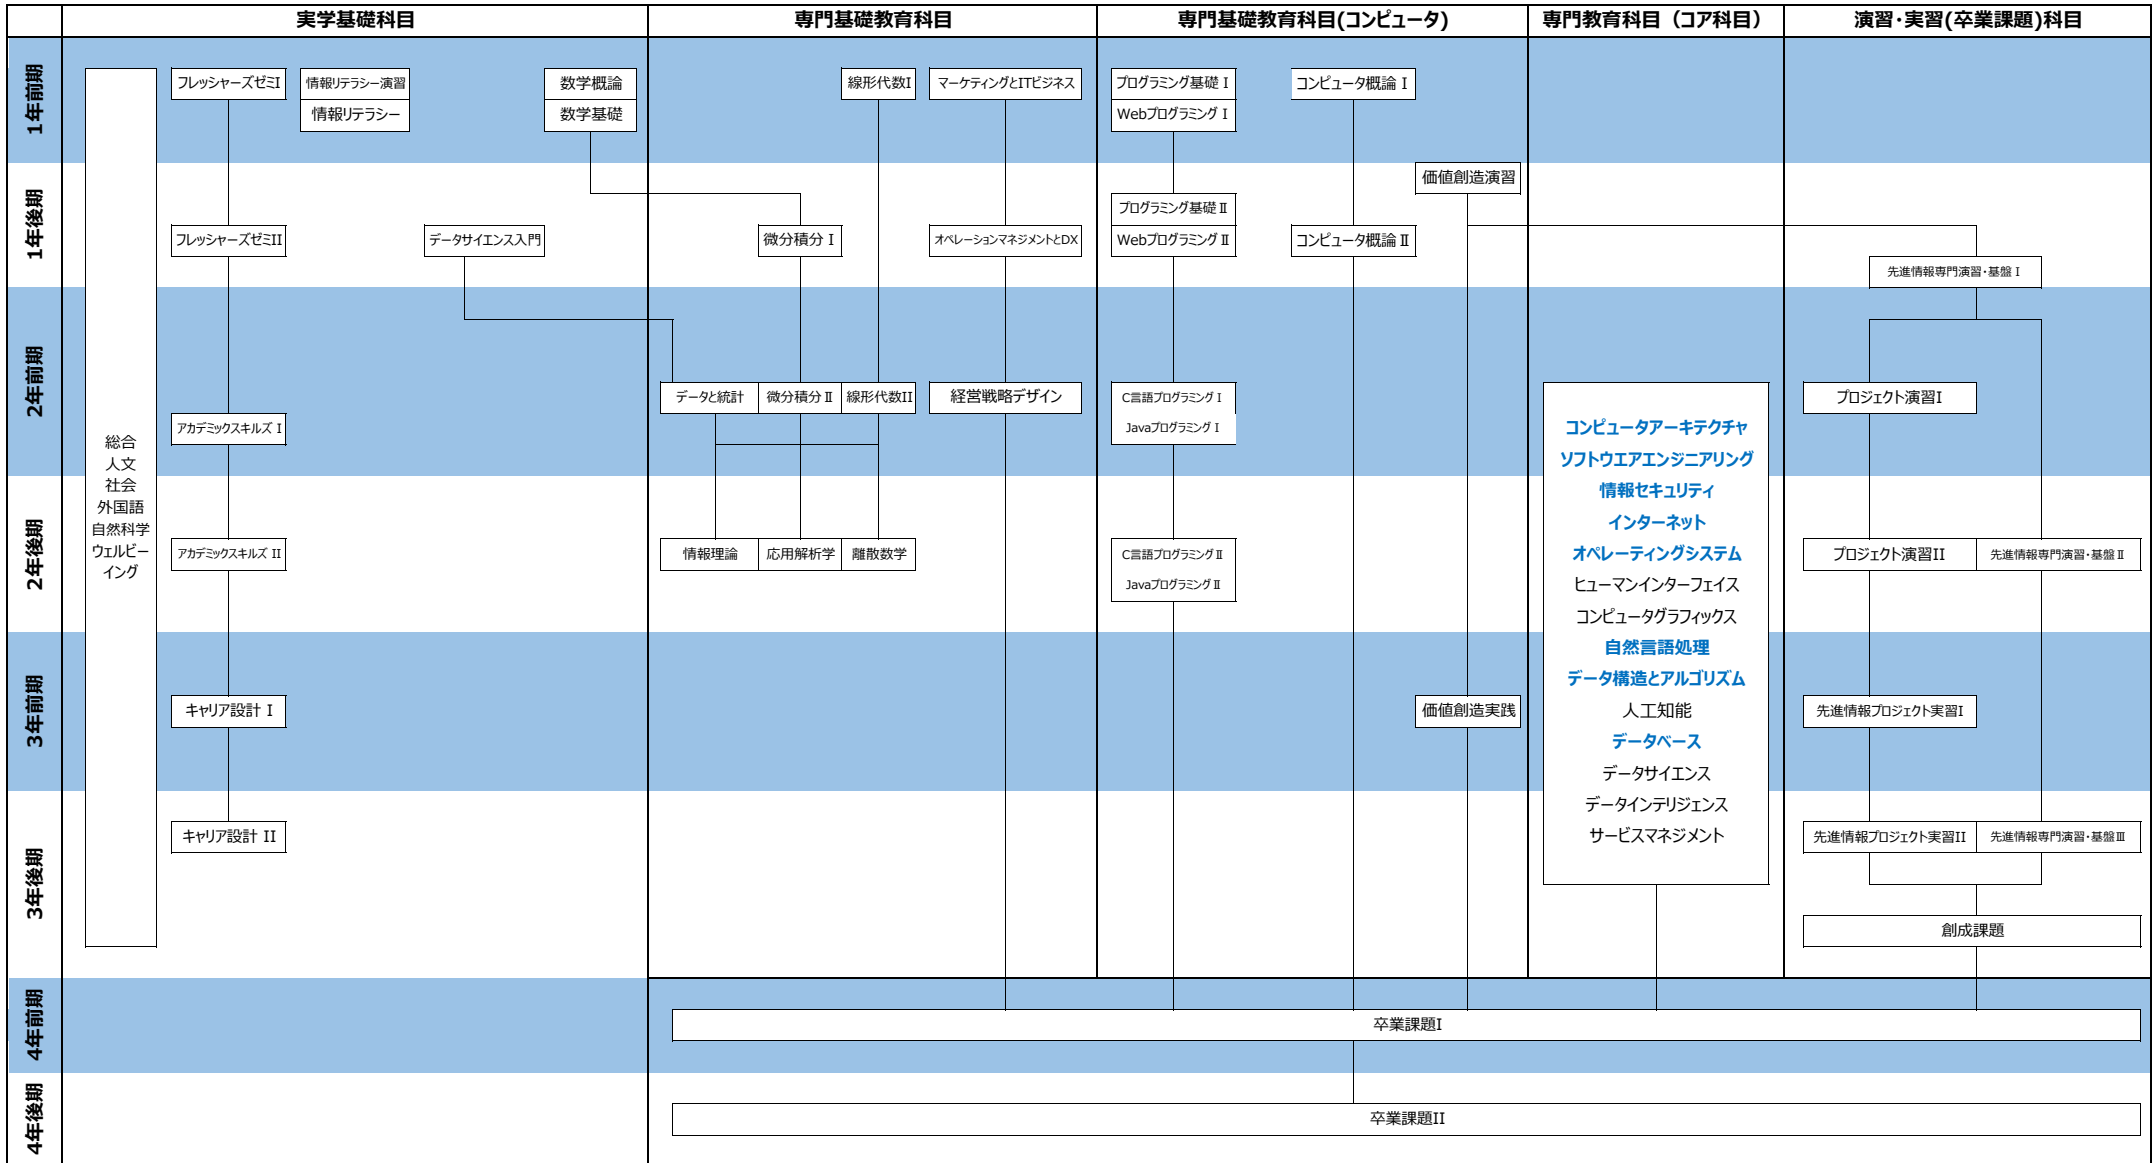 実学基礎科目
専門基礎教育科目
専門基礎教育科目(コンピュータ)
専門教育科目（コア科目）
演習・実習(卒業課題)科目
1年前期
フレッシャーズゼミI
情報リテラシー演習
数学概論
線形代数I
マーケティングとITビジネス
プログラミング基礎 I
コンピュータ概論 I
情報リテラシー
数学基礎
Webプログラミング I
1年後期
価値創造演習
プログラミング基礎 Ⅱ
フレッシャーズゼミII
データサイエンス入門
微分積分 I
オペレーションマネジメントとDX
Webプログラミング Ⅱ
コンピュータ概論 Ⅱ
先進情報専門演習・基盤 I
2年前期
データと統計
微分積分 Ⅱ
線形代数II
経営戦略デザイン
C言語プログラミング I
プロジェクト演習I
アカデミックスキルズ I
Javaプログラミング I
総合
人文
社会
外国語
自然科学
ウェルビー
イング
コンピュータアーキテクチャ
ソフトウエアエンジニアリング
情報セキュリティ
インターネット
オペレーティングシステム
ヒューマンインターフェイス
コンピュータグラフィックス
自然言語処理
データ構造とアルゴリズム
人工知能
データベース
データサイエンス
データインテリジェンス
サービスマネジメント
2年後期
アカデミックスキルズ II
情報理論
応用解析学
離散数学
C言語プログラミング Ⅱ
Javaプログラミング Ⅱ
プロジェクト演習II
先進情報専門演習・基盤 Ⅱ
3年前期
キャリア設計 I
価値創造実践
先進情報プロジェクト実習I
3年後期
キャリア設計 II
先進情報プロジェクト実習II
先進情報専門演習・基盤Ⅲ
創成課題
4年前期
卒業課題I
4年後期
卒業課題II